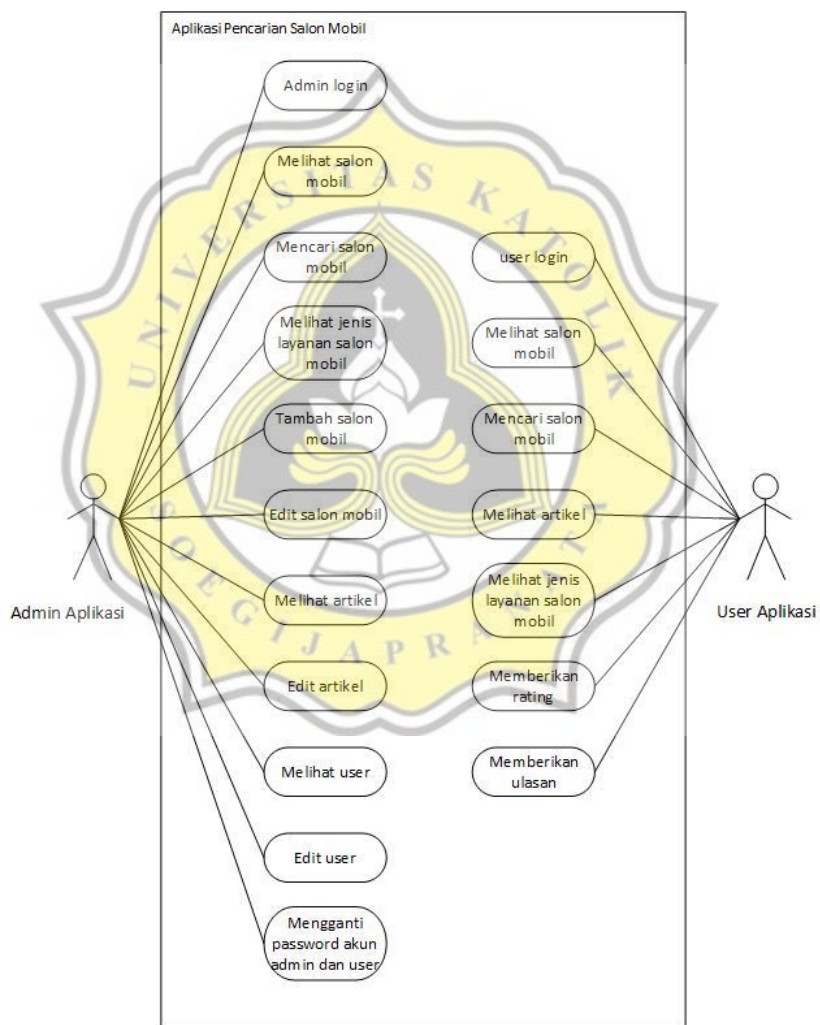 Aplikasi Pencarian Salon Mobil
Admin login
Melihat salon
mobil
Mencari salon
mobil
Melihat jenis
layanan salon
mobil
Tambah salon
mobil
Edit salon mobil
Melihat artikel
Edit artikel
Melihat user
Edit user
Mengganti
password akun
admin dan user
user login
Melihat salon
mobil
Mencari salon
mobil
Melihat artikel
Melihat jenis
layanan salon
mobil
Memberikan
rating
Memberikan
ulasan
Admin Aplikasi
User Aplikasi
UNIVERSITAS KATOLIK
SOEGIJAPRANATA